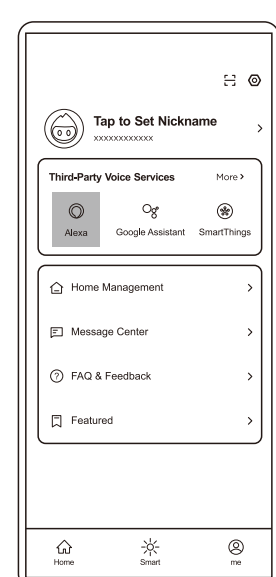 Tap to Set Nickname
xxxxxxxxxxxx
Third-Party Voice Services More
Alexa Google Assistant SmartThings
Home Management
Message Center
FAQ & Feedback
Featured
Home Smart me